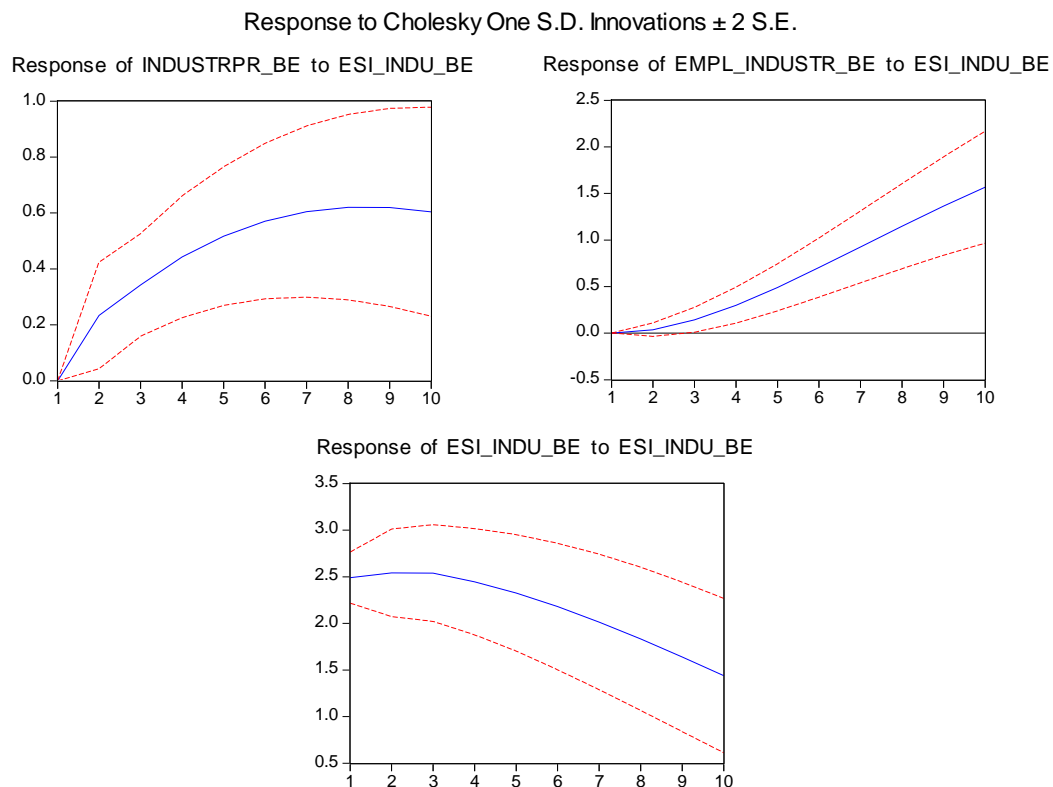 Response to Cholesky One S.D. Innovations ± 2 S.E.
Response of INDUSTRPR_BE to ESI_INDU_BE
1.0
0.8
0.6
0.4
0.2
0.0
1 2 3 4 5 6 7 8 9 10
Response of EMPL_INDUSTR_BE to ESI_INDU_BE
2.5
2.0
1.5
1.0
0.5
0.0
-0.5
1 2 3 4 5 6 7 8 9 10
Response of ESI_INDU_BE to ESI_INDU_BE
3.5
3.0
2.5
2.0
1.5
1.0
0.5
1 2 3 4 5 6 7 8 9 10